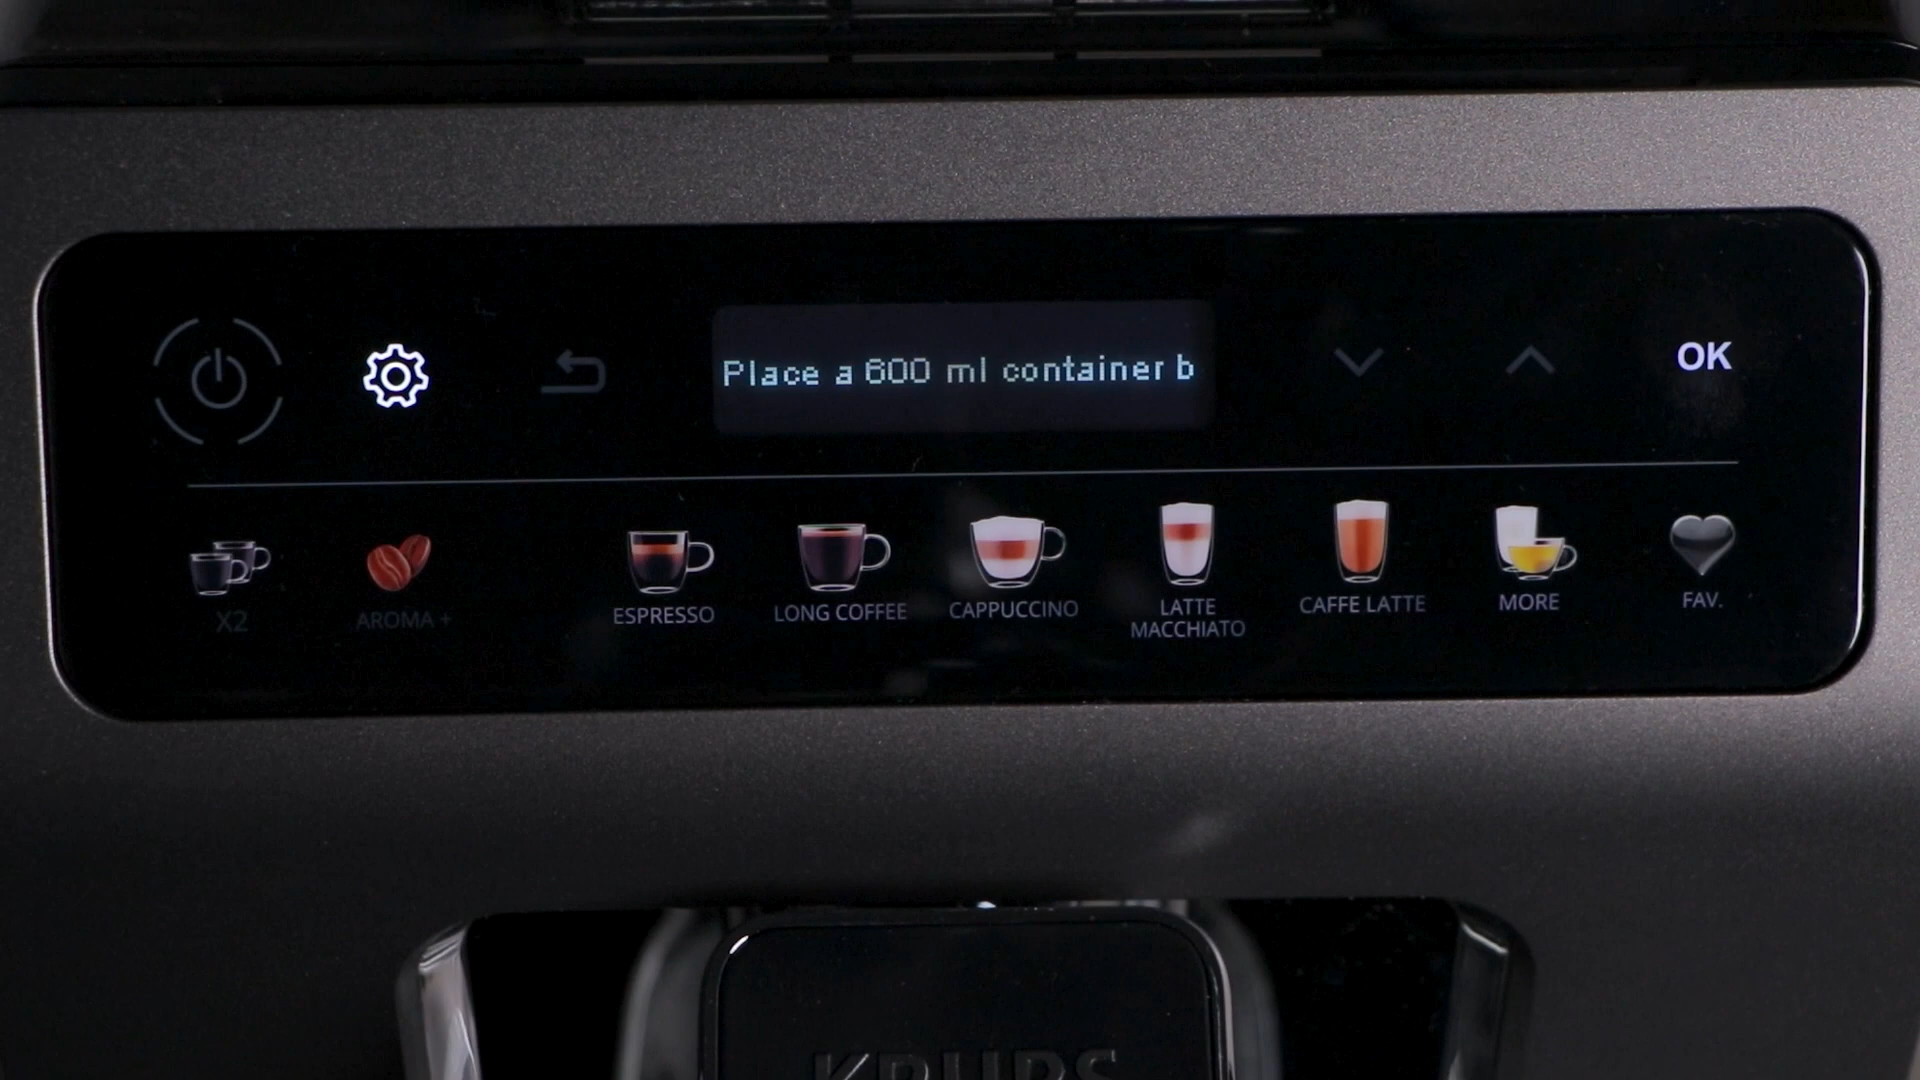 Place a 600 ml container b
OK
X2
AROMA +
ESPRESSO
LONG COFFEE
CAPPUCCINO
LATTE
MACCHIATO
CAFFE LATTE
MORE
FAV.
KRUPS